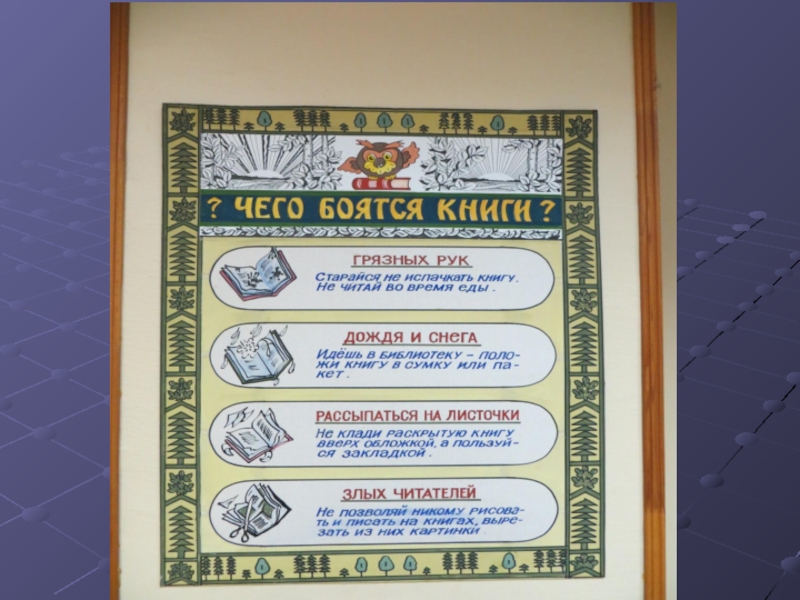 ? ЧЕГО БОЯТСЯ КНИГИ ?
ГРЯЗНЫХ РУК
Старайся не испачкать книгу.
Не читай во время еды.
ДОЖДЯ И СНЕГА
Идёшь в библиотеку – поло-
жи книгу в сумку или па-
кет.
РАССЫПАТЬСЯ НА ЛИСТОЧКИ
Не клади раскрытую книгу
вверх обложкой, а пользуй-
ся закладкой.
ЗЛЫХ ЧИТАТЕЛЕЙ
Не позволяй никому рисова-
ть и писать на книгах, выре-
зать из них картинки.